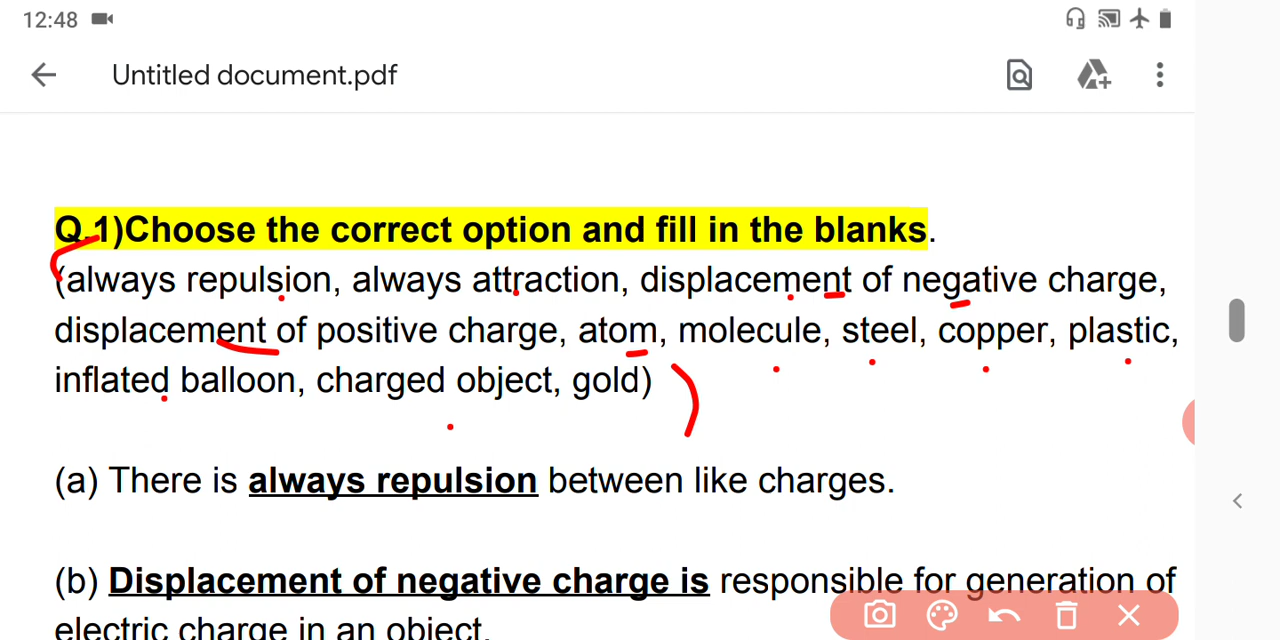 12:48
Untitled document.pdf
Q.1)Choose the correct option and fill in the blanks.
(always repulsion, always attraction, displacement of negative charge,
displacement of positive charge, atom, molecule, steel, copper, plastic,
inflated balloon, charged object, gold)
(a) There is always repulsion between like charges.
(b) Displacement of negative charge is responsible for generation of
electric charge in an object.